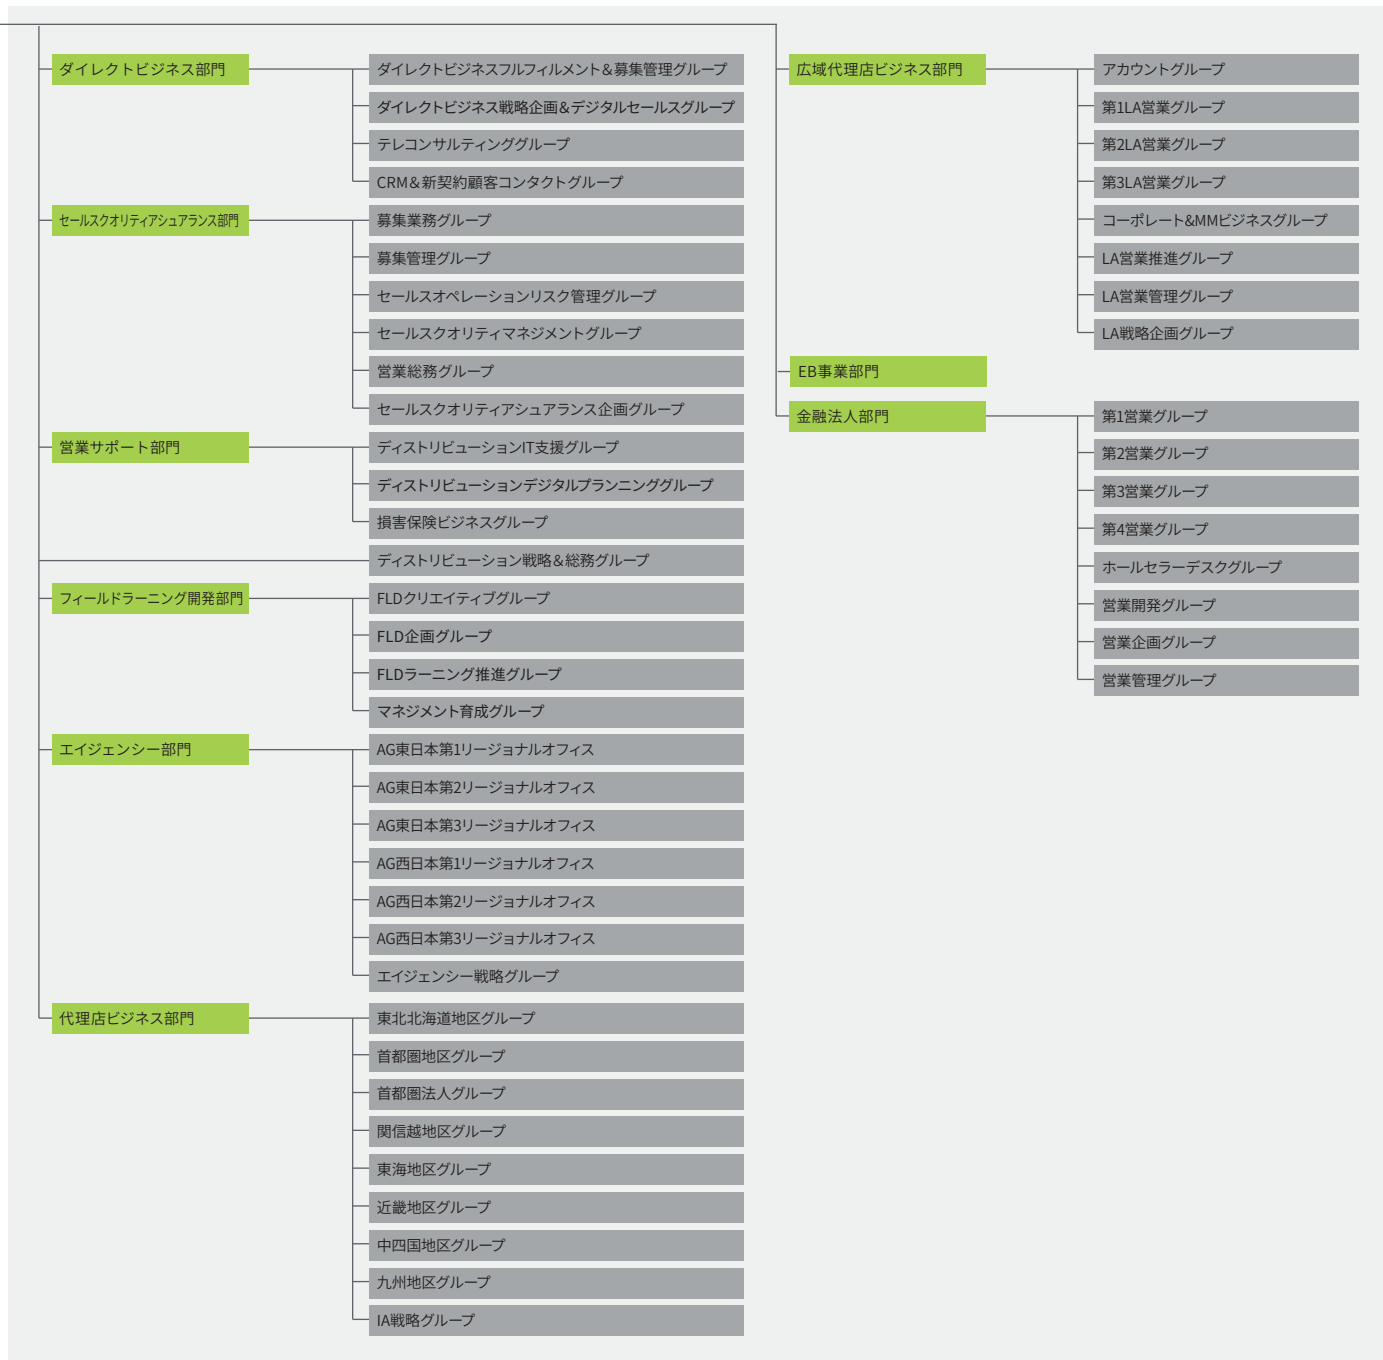 ダイレクトビジネス部門
ダイレクトビジネスフルフィルメント＆募集管理グループ
ダイレクトビジネス戦略企画＆デジタルセールスグループ
テレコンサルティンググループ
CRM＆新契約顧客コンタクトグループ
セールスクオリティアシュアランス部門
募集業務グループ
募集管理グループ
セールスオペレーションリスク管理グループ
セールスクオリティマネジメントグループ
営業総務グループ
セールスクオリティアシュアランス企画グループ
営業サポート部門
ディストリビューションIT支援グループ
ディストリビューションデジタルプランニンググループ
損害保険ビジネスグループ
ディストリビューション戦略＆総務グループ
フィールドラーニング開発部門
FLDクリエイティブグループ
FLD企画グループ
FLDラーニング推進グループ
マネジメント育成グループ
エイジェンシー部門
AG東日本第1リージョナルオフィス
AG東日本第2リージョナルオフィス
AG東日本第3リージョナルオフィス
AG西日本第1リージョナルオフィス
AG西日本第2リージョナルオフィス
AG西日本第3リージョナルオフィス
エイジェンシー戦略グループ
代理店ビジネス部門
東北北海道地区グループ
首都圏地区グループ
首都圏法人グループ
関信越地区グループ
東海地区グループ
近畿地区グループ
中四国地区グループ
九州地区グループ
IA戦略グループ
広域代理店ビジネス部門
アカウントグループ
第1LA営業グループ
第2LA営業グループ
第3LA営業グループ
コーポレート&MMビジネスグループ
LA営業推進グループ
LA営業管理グループ
LA戦略企画グループ
EB事業部門
金融法人部門
第1営業グループ
第2営業グループ
第3営業グループ
第4営業グループ
ホールセラーデスクグループ
営業開発グループ
営業企画グループ
営業管理グループ